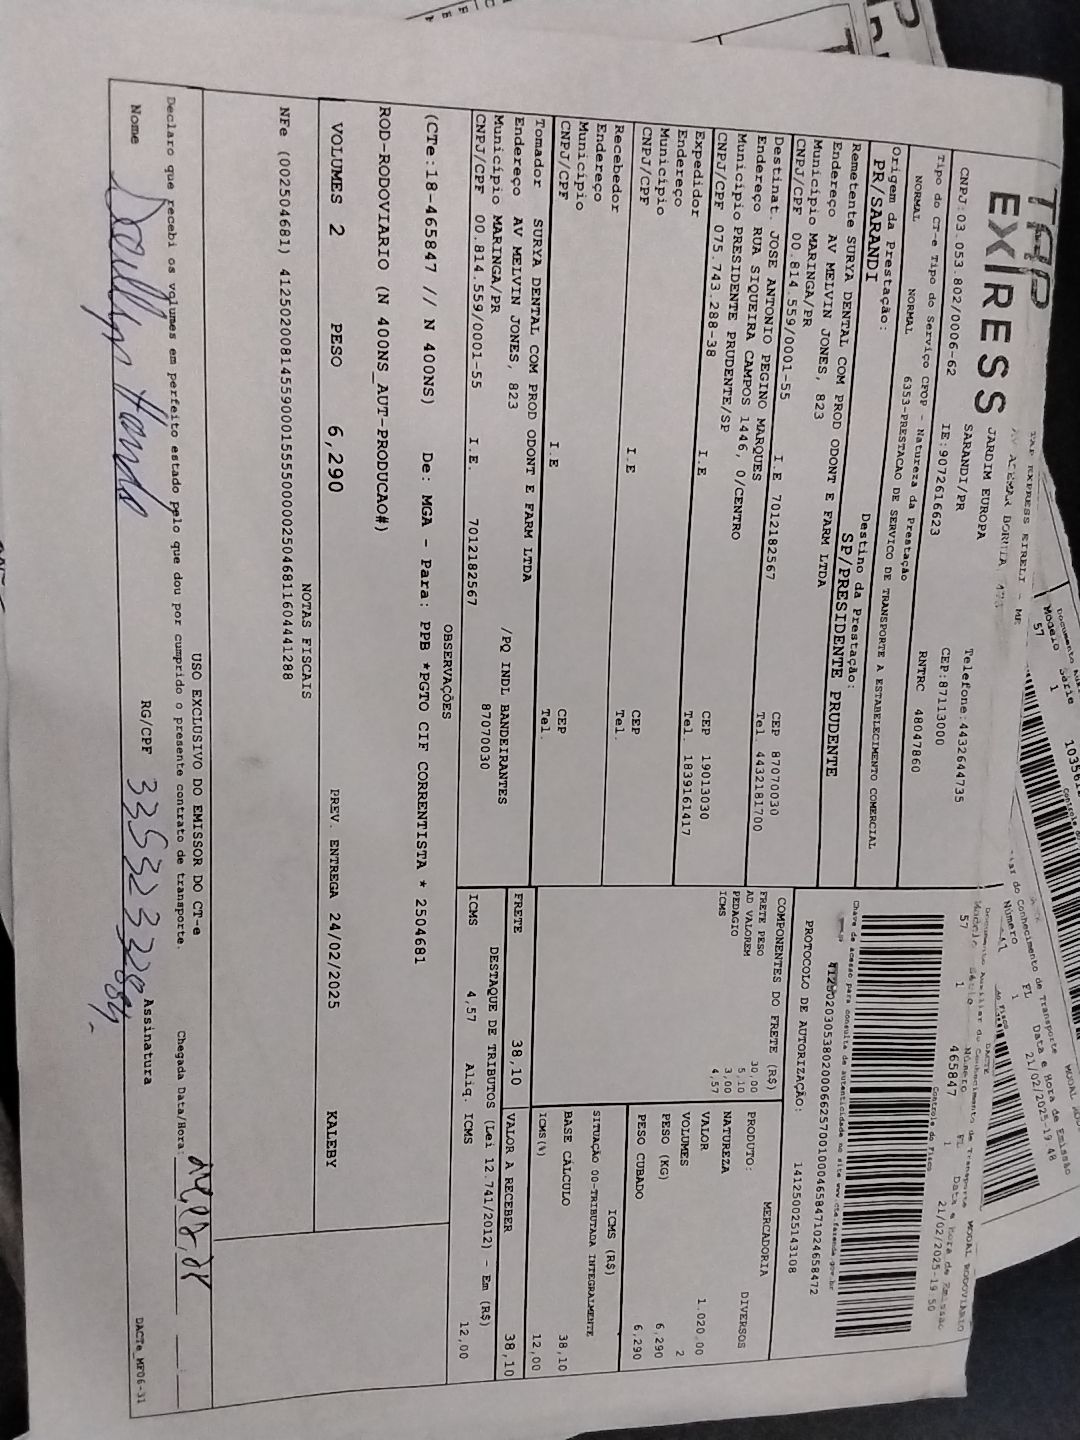 TAP
EX|RESS
TAP EXPRESS EIRELI - ME
JARDIM EUROPA
SARANDI/PR
Telefone:4432644735
CNPJ:03.053.802/0006-62 IE:9072616623 CEP:87113000
Documento Auxiliar do Conhecimento de Transporte MODAL RODOVIARIO
Número FL Data e Hora de Emissão
57 1 465847 1 21/02/2025-19:50
Controle do Fisco
Chave de acesso para consulta de autenticidade no site www.cte.fazenda.gov.br
PROTOCOLO DE AUTORIZAÇÃO: 141250025143108
Tipo do CT-e Tipo do Serviço CFOP - Natureza da Prestação RNTRC 48047860
NORMAL NORMAL 6353-PRESTACAO DE SERVICO DE TRANSPORTE A ESTABELECIMENTO COMERCIAL
Origem da Prestação: Destino da Prestação:
PR/SARANDI SP/PRESIDENTE PRUDENTE
Remetente SURYA DENTAL COM PROD ODONT E FARM LTDA
Endereço AV MELVIN JONES, 823
Município MARINGA/PR CEP 87070030
CNPJ/CPF 00.814.559/0001-55 I.E 7012182567 Tel. 4432181700
Destinat. JOSE ANTONIO PEGINO MARQUES
Endereço RUA SIQUEIRA CAMPOS 1446, 0/CENTRO
Município PRESIDENTE PRUDENTE/SP CEP 19013030
CNPJ/CPF 075.743.288-38 I.E Tel. 1839161417
Expedidor
Endereço
Município CEP
CNPJ/CPF I.E Tel.
Recebedor
Endereço
Município CEP
CNPJ/CPF I.E Tel.
Tomador SURYA DENTAL COM PROD ODONT E FARM LTDA
Endereço AV MELVIN JONES, 823 /PQ INDL BANDEIRANTES
Município MARINGA/PR 87070030
CNPJ/CPF 00.814.559/0001-55 I.E. 7012182567
COMPONENTES DO FRETE (R$)
FRETE PESO 30,00
AD VALOREM 5,10
PEDAGIO 3,00
ICMS 4,57
MERCADORIA
PRODUTO: DIVERSOS
NATUREZA
VALOR 1.020,00
VOLUMES 2
PESO (KG) 6,290
PESO CUBADO 6,290
ICMS (R$)
SITUAÇÃO 00-TRIBUTADA INTEGRALMENTE
BASE CÁLCULO 38,10
ICMS(%) 12,00
FRETE 38,10 VALOR A RECEBER 38,10
DESTAQUE DE TRIBUTOS (Lei 12.741/2012) - Em (R$)
ICMS 4,57 Aliq. ICMS 12,00
OBSERVAÇÕES
(CTe:18-465847 // N 400NS) De: MGA - Para: PPB *PGTO CIF CORRENTISTA * 2504681
ROD-RODOVIARIO (N 400NS_AUT-PRODUCAO#)
VOLUMES 2 PESO 6,290 PREV. ENTREGA 24/02/2025 KALEBY
NOTAS FISCAIS
NFe (002504681) 41250200814559000155550000025046811604441288
USO EXCLUSIVO DO EMISSOR DO CT-e
Declaro que recebi os volumes em perfeito estado pelo que dou por cumprido o presente contrato de transporte. Chegada Data/Hora:
Nome RG/CPF Assinatura
DACTe_MF06-31